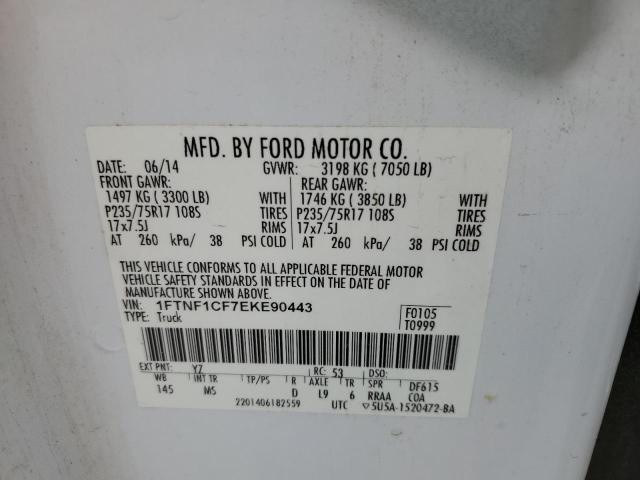 MFD. BY FORD MOTOR CO.
DATE: 06/14 GVWR: 3198 KG ( 7050 LB)
FRONT GAWR: REAR GAWR:
1497 KG ( 3300 LB) WITH 1746 KG ( 3850 LB) WITH
P235/75R17 108S TIRES P235/75R17 108S TIRES
17x7.5J RIMS 17x7.5J RIMS
AT 260 kPa/ 38 PSI COLD AT 260 kPa/ 38 PSI COLD
THIS VEHICLE CONFORMS TO ALL APPLICABLE FEDERAL MOTOR
VEHICLE SAFETY STANDARDS IN EFFECT ON THE DATE OF
MANUFACTURE SHOWN ABOVE.
VIN: 1FTNF1CF7EKE90443 F0105
TYPE: Truck T0999
EXT PNT: YZ RC: 53 DSO:
WB INT TR TP/PS R AXLE TR SPR DF615
145 MS D L9 6 RRAA COA
2201406182559 UTC ▽5U5A-1520472-BA